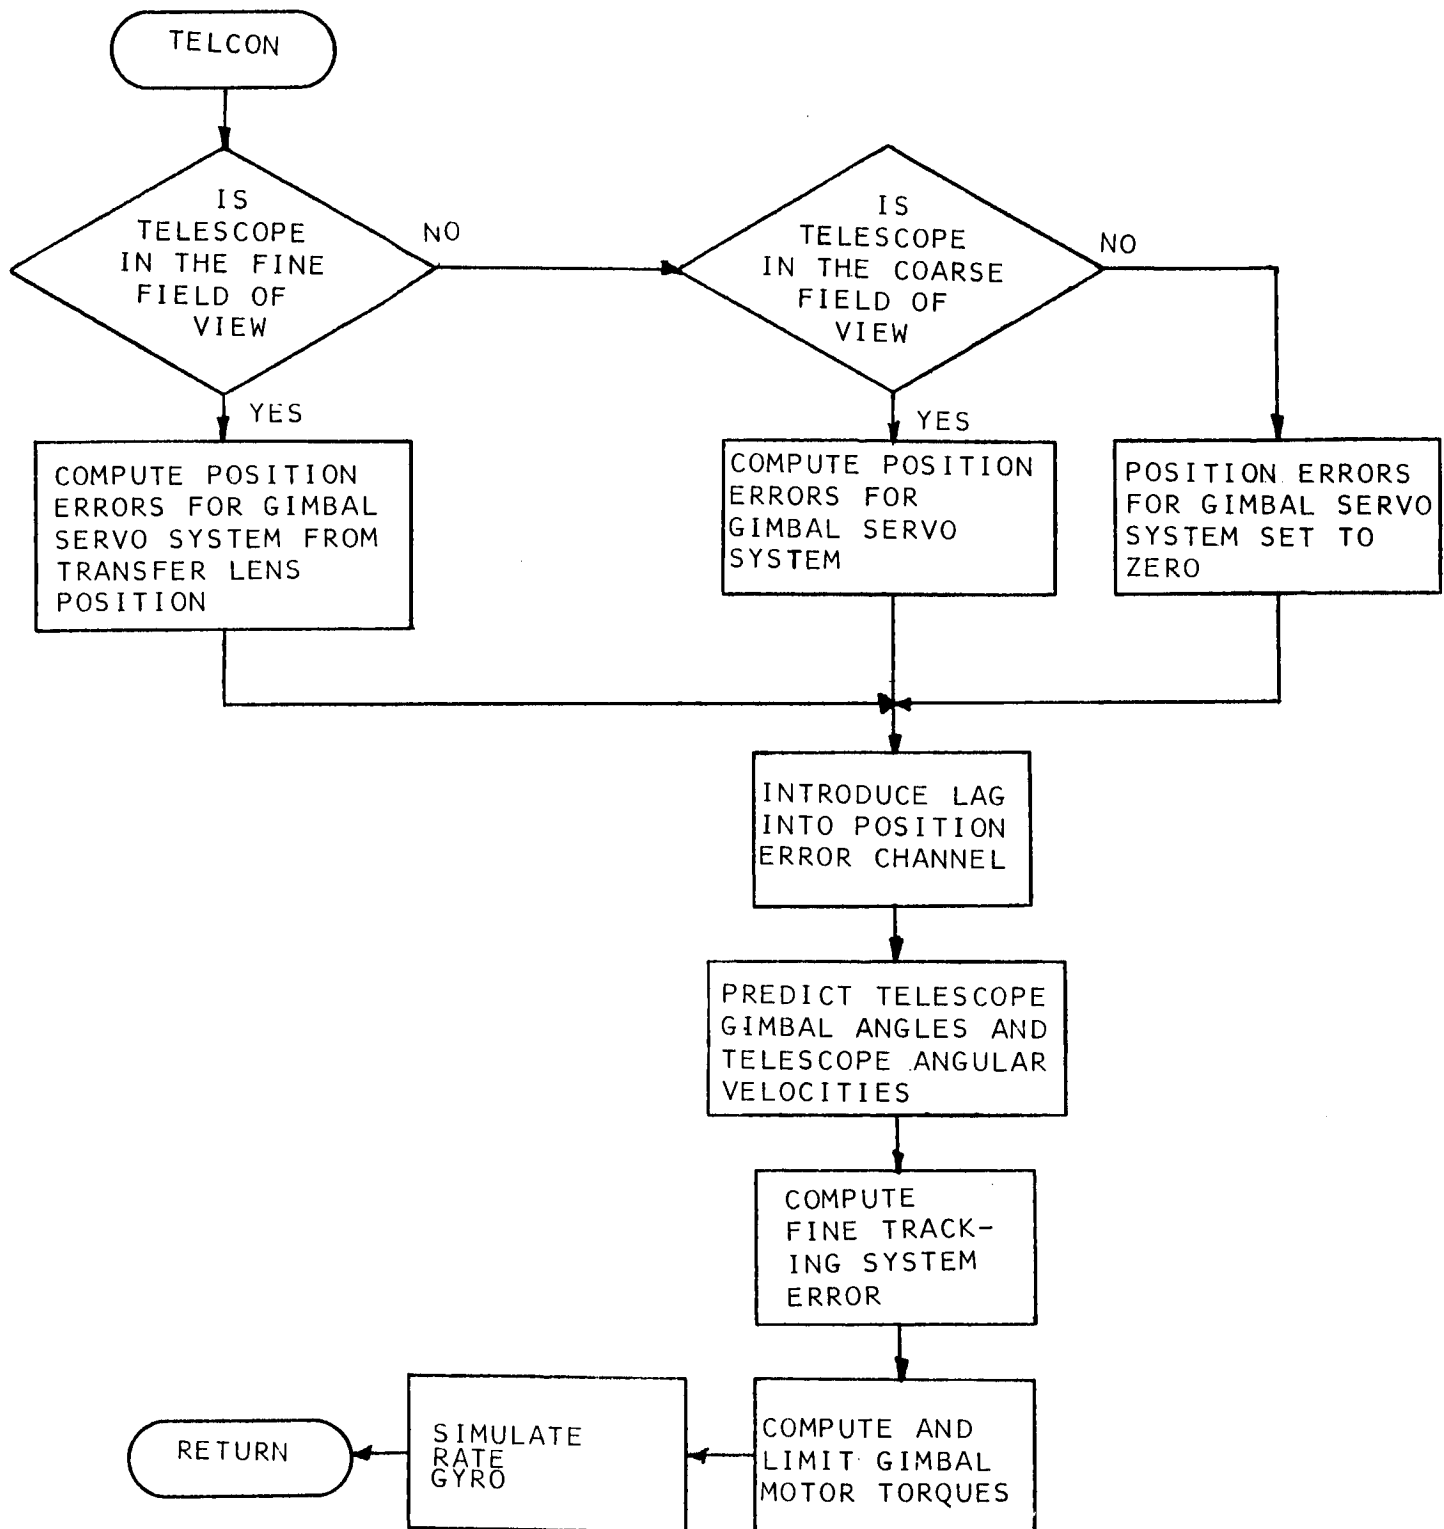 TELCON
IS
TELESCOPE
IN THE FINE
FIELD OF
VIEW
NO
YES
IS
TELESCOPE
IN THE COARSE
FIELD OF
VIEW
NO
YES
COMPUTE POSITION
ERRORS FOR GIMBAL
SERVO SYSTEM FROM
TRANSFER LENS
POSITION
COMPUTE POSITION
ERRORS FOR
GIMBAL SERVO
SYSTEM
POSITION ERRORS
FOR GIMBAL SERVO
SYSTEM SET TO
ZERO
INTRODUCE LAG
INTO POSITION
ERROR CHANNEL
PREDICT TELESCOPE
GIMBAL ANGLES AND
TELESCOPE ANGULAR
VELOCITIES
COMPUTE
FINE TRACK-
ING SYSTEM
ERROR
COMPUTE AND
LIMIT GIMBAL
MOTOR TORQUES
SIMULATE
RATE
GYRO
RETURN